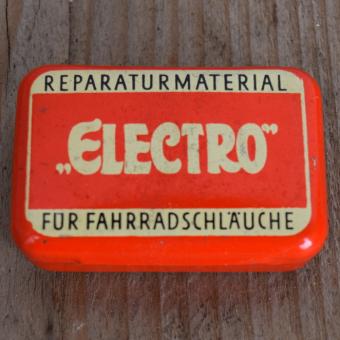 REPARATURMATERIAL
„ELECTRO“
FÜR FAHRRADSCHLÄUCHE